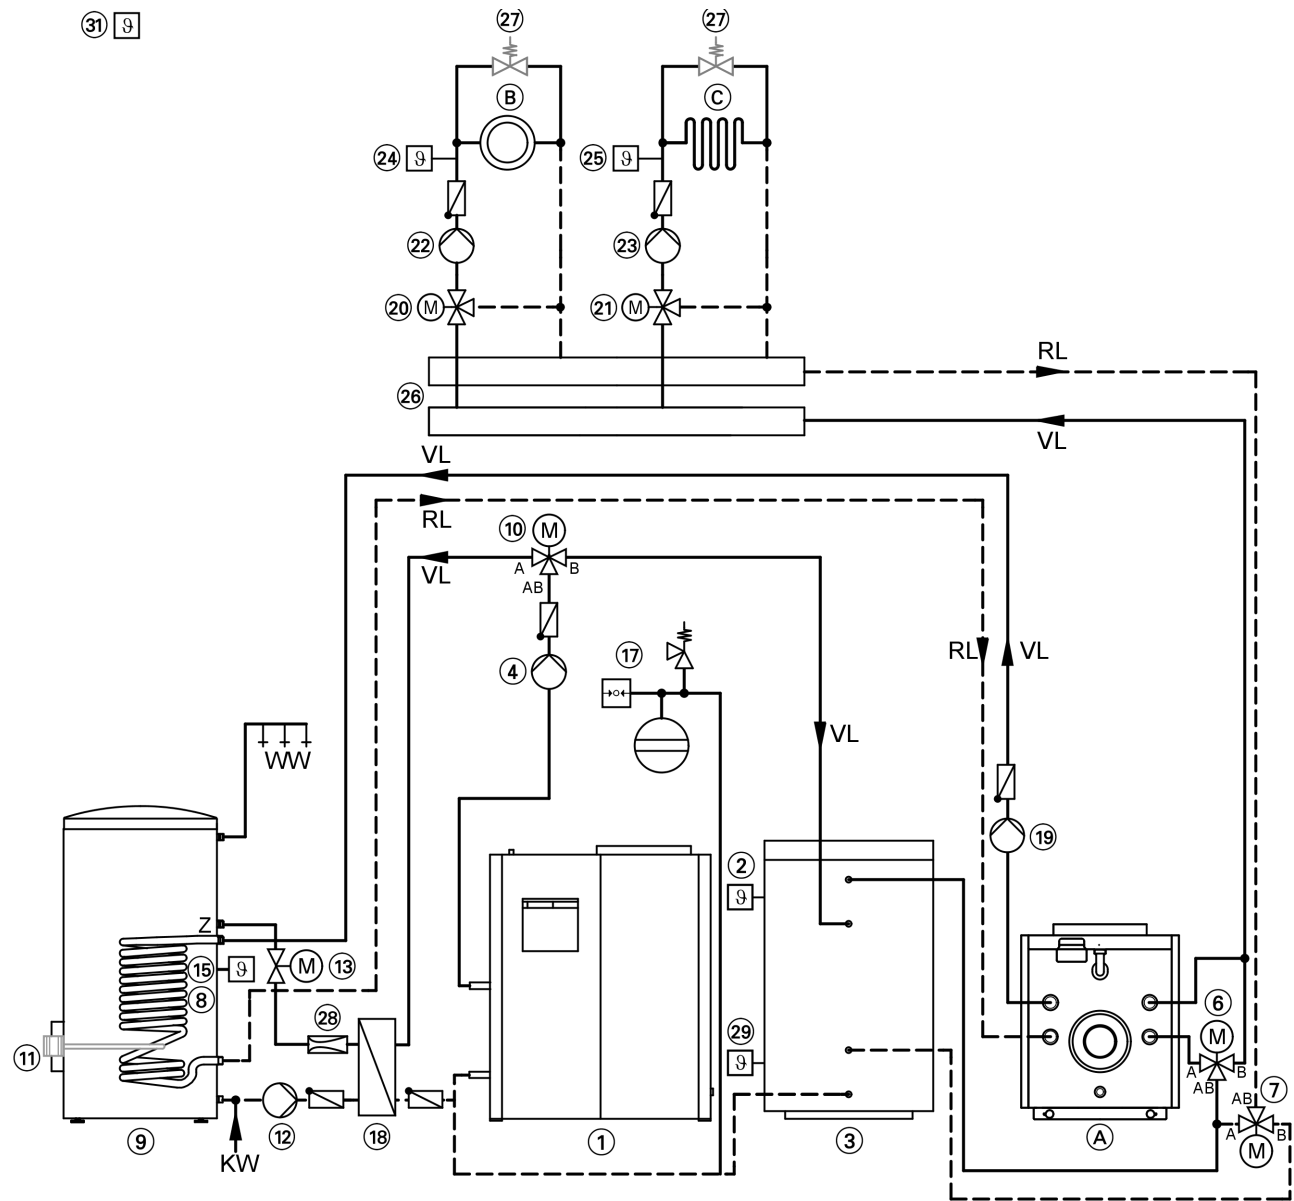 31 ϑ
27 27
B C
24 ϑ 25 ϑ
22 23
20 M 21 M
RL
26
VL
VL
RL
10 M
A B
VL AB
17
RL VL
4
VL
WW
19
2
ϑ
Z
15 ϑ M 13
8
6
28 29 M
11 ϑ A B
AB 7
AB
A B
12 18 M
9 1 3 A
KW